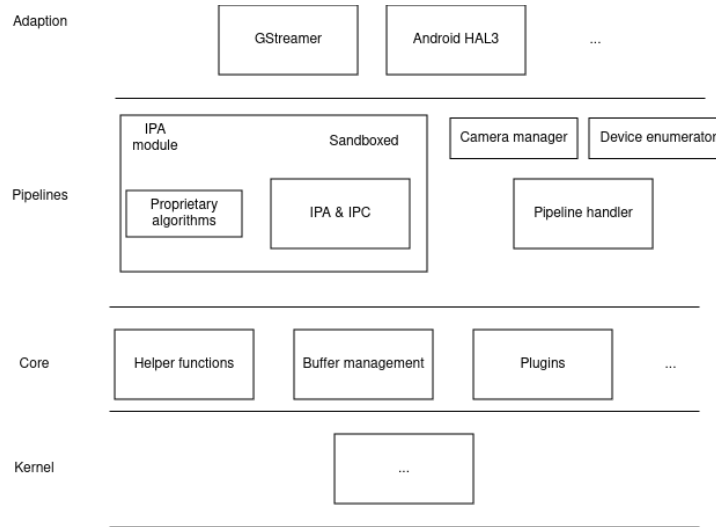 Adaption
GStreamer
Android HAL3
...
IPA
module
Sandboxed
Camera manager
Device enumerator
Pipelines
Proprietary
algorithms
IPA & IPC
Pipeline handler
Core
Helper functions
Buffer management
Plugins
...
Kernel
...